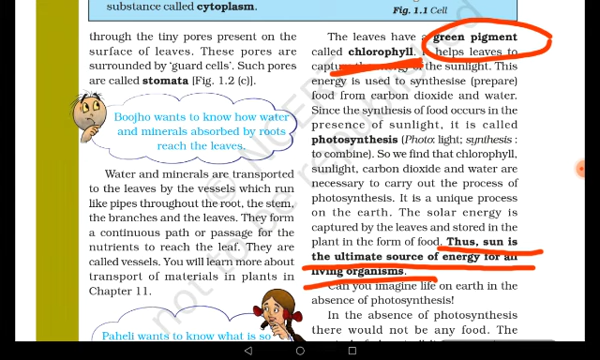 substance called cytoplasm.
Fig. 1.1 Cell
through the tiny pores present on the
surface of leaves. These pores are
surrounded by ‘guard cells’. Such pores
are called stomata [Fig. 1.2 (c)].
Boojho wants to know how water
and minerals absorbed by roots
reach the leaves.
Water and minerals are transported
to the leaves by the vessels which run
like pipes throughout the root, the stem,
the branches and the leaves. They form
a continuous path or passage for the
nutrients to reach the leaf. They are
called vessels. You will learn more about
transport of materials in plants in
Chapter 11.
Paheli wants to know what is so
The leaves have a green pigment
called chlorophyll. It helps leaves to
capture the energy of the sunlight. This
energy is used to synthesise (prepare)
food from carbon dioxide and water.
Since the synthesis of food occurs in the
presence of sunlight, it is called
photosynthesis (Photo: light; synthesis :
to combine). So we find that chlorophyll,
sunlight, carbon dioxide and water are
necessary to carry out the process of
photosynthesis. It is a unique process
on the earth. The solar energy is
captured by the leaves and stored in the
plant in the form of food. Thus, sun is
the ultimate source of energy for all
living organisms.
Can you imagine life on earth in the
absence of photosynthesis!
In the absence of photosynthesis
there would not be any food. The